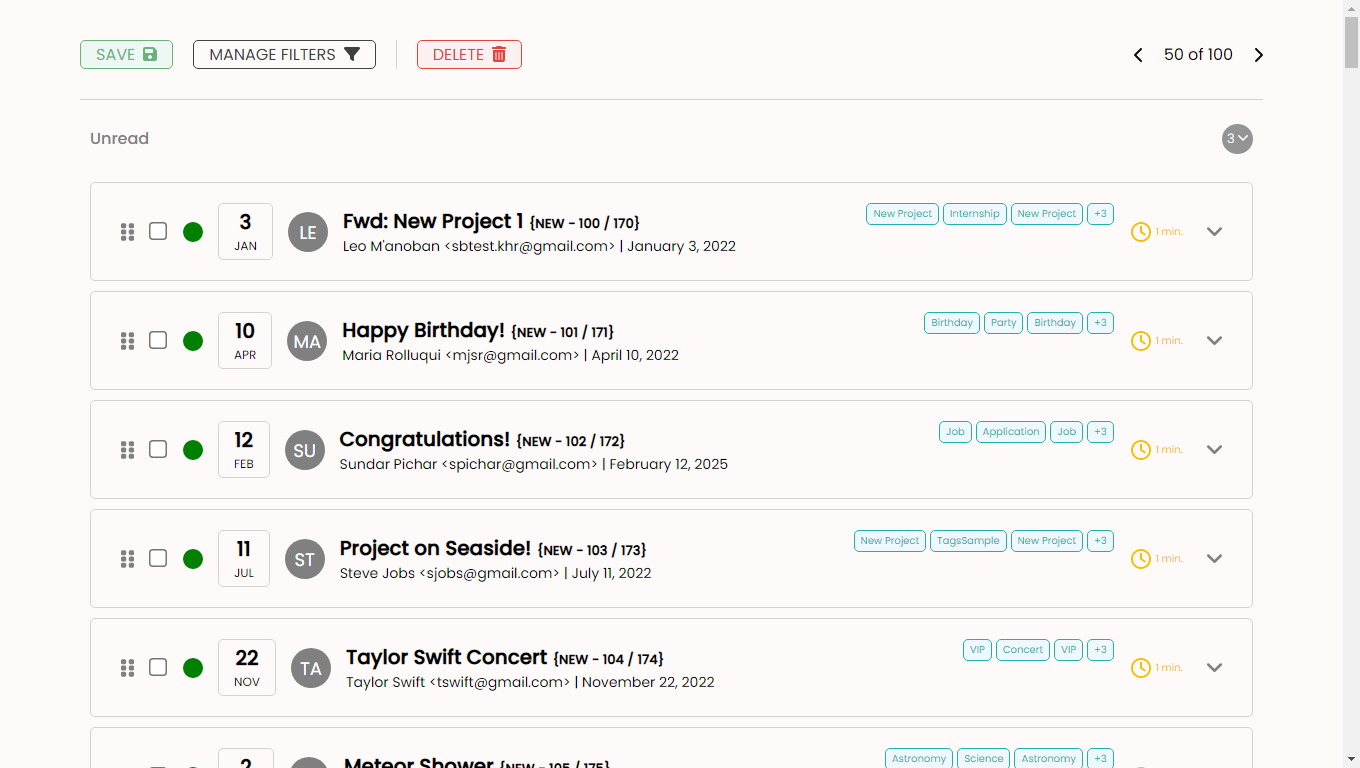 SAVE MANAGE FILTERS DELETE 50 of 100
Unread 3
3 JAN LE Fwd: New Project 1 {NEW - 100 / 170} New Project Internship New Project +3 1 min.
Leo M'anoban <sbtest.khr@gmail.com> | January 3, 2022
10 APR MA Happy Birthday! {NEW - 101 / 171} Birthday Party Birthday +3 1 min.
Maria Rolluqui <mjsr@gmail.com> | April 10, 2022
12 FEB SU Congratulations! {NEW - 102 / 172} Job Application Job +3 1 min.
Sundar Pichar <spichar@gmail.com> | February 12, 2025
11 JUL ST Project on Seaside! {NEW - 103 / 173} New Project TagsSample New Project +3 1 min.
Steve Jobs <sjobs@gmail.com> | July 11, 2022
22 NOV TA Taylor Swift Concert {NEW - 104 / 174} VIP Concert VIP +3 1 min.
Taylor Swift <tswift@gmail.com> | November 22, 2022
2 Meteor Shower {NEW - 105 / 175} Astronomy Science Astronomy +3